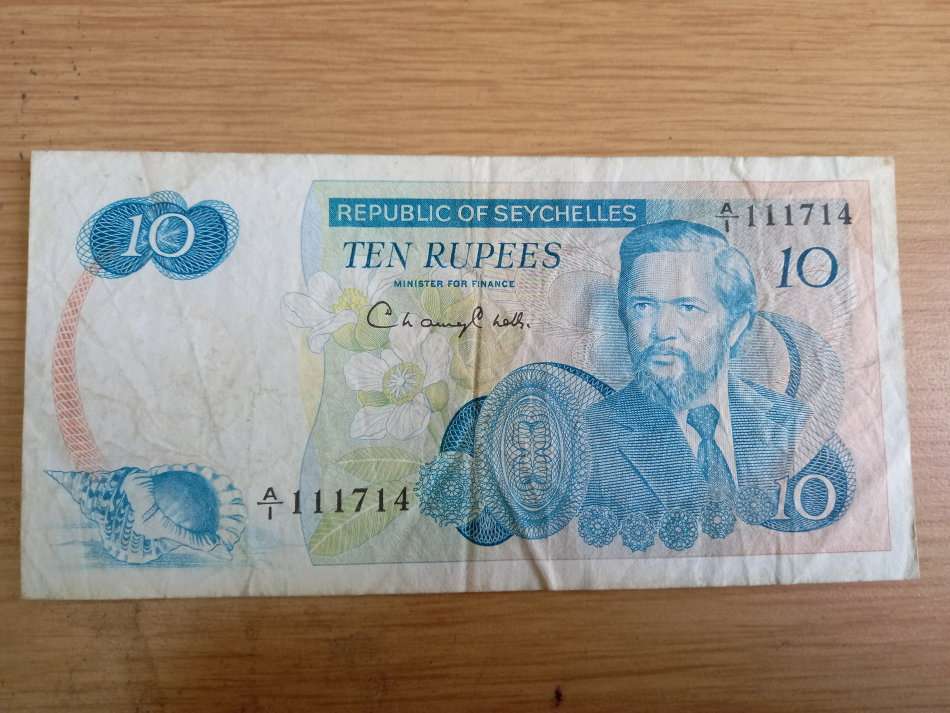 10
REPUBLIC OF SEYCHELLES
A/1 111714
TEN RUPEES
10
MINISTER FOR FINANCE
A/1 111714
10